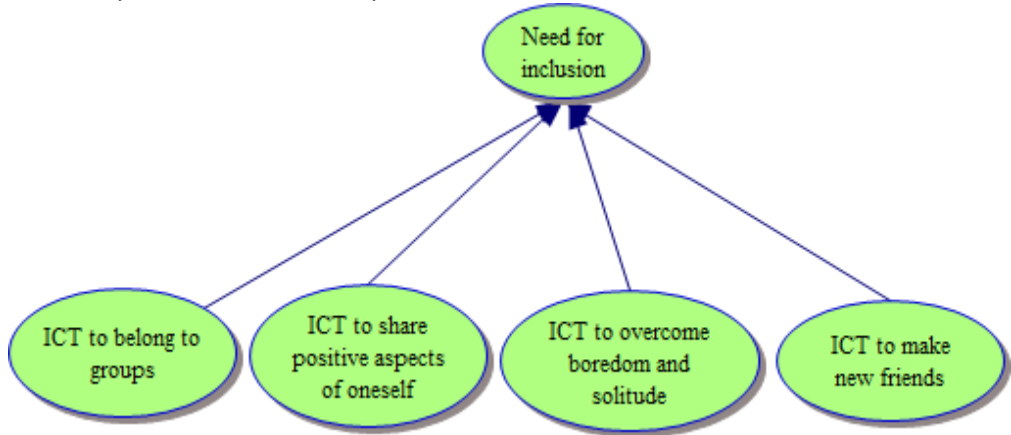 Need for
inclusion
ICT to belong to
groups
ICT to share
positive aspects
of oneself
ICT to overcome
boredom and
solitude
ICT to make
new friends